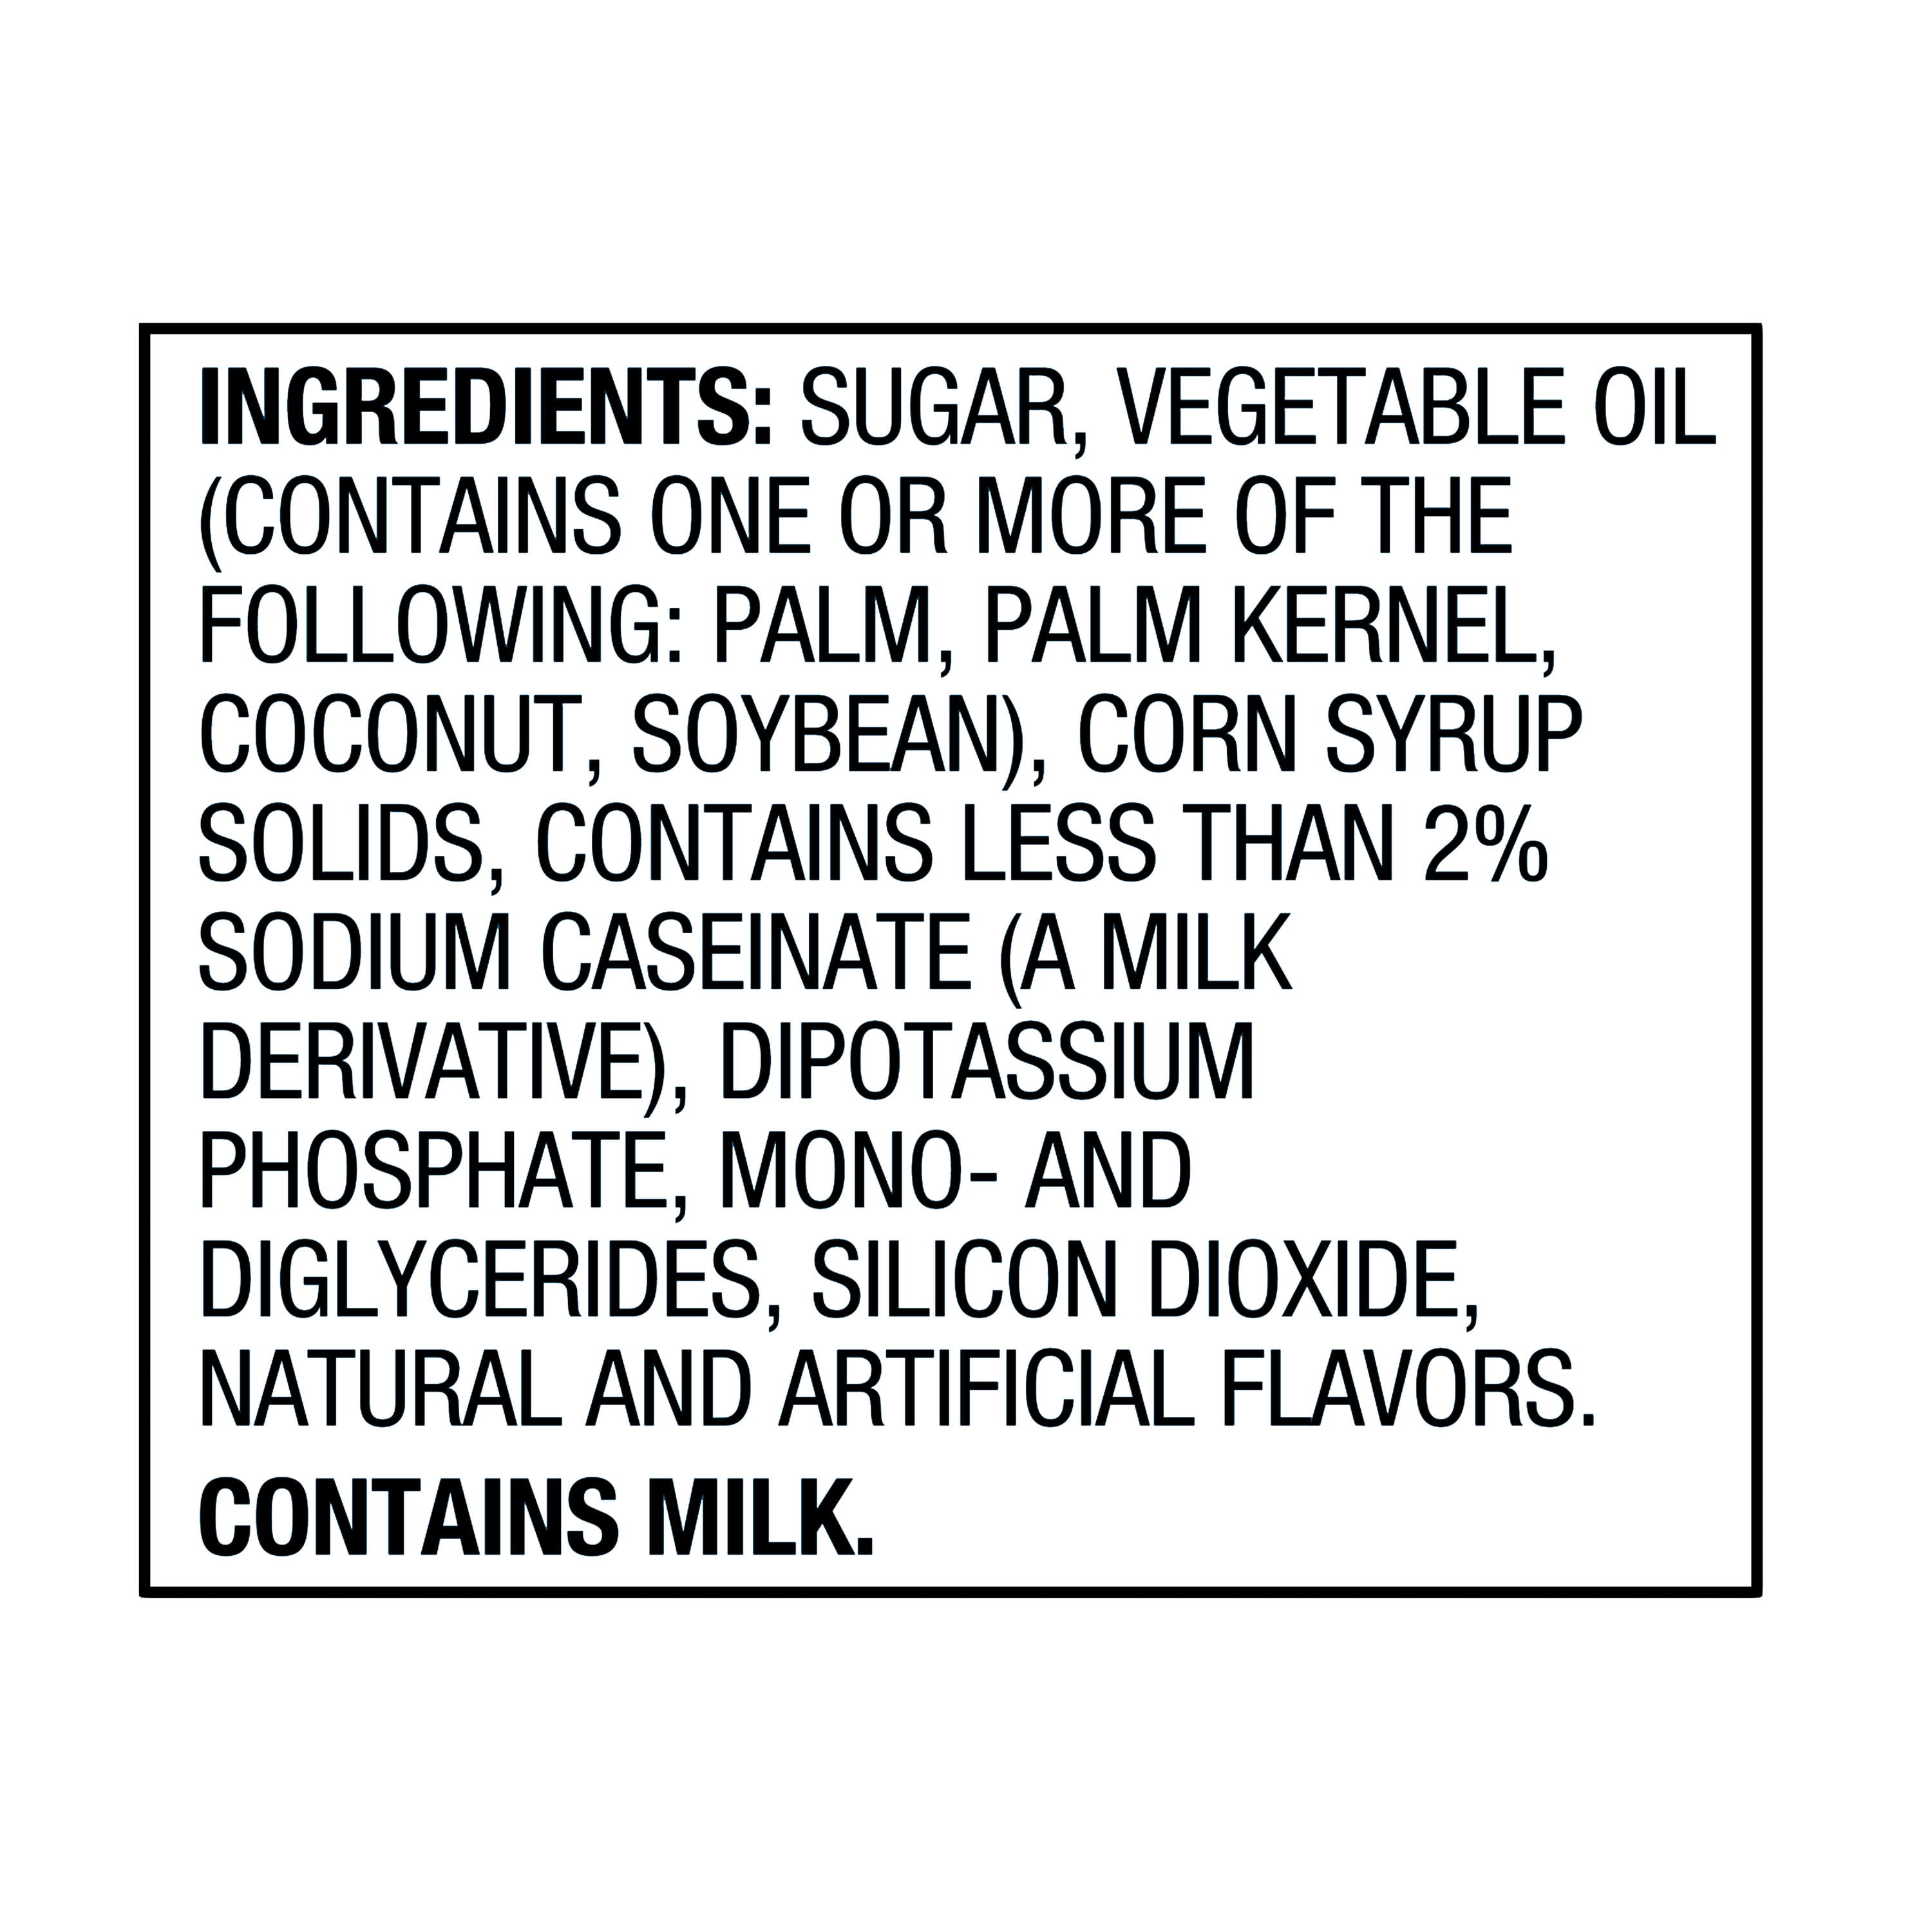 INGREDIENTS: SUGAR, VEGETABLE OIL
(CONTAINS ONE OR MORE OF THE
FOLLOWING: PALM, PALM KERNEL,
COCONUT, SOYBEAN), CORN SYRUP
SOLIDS, CONTAINS LESS THAN 2%
SODIUM CASEINATE (A MILK
DERIVATIVE), DIPOTASSIUM
PHOSPHATE, MONO- AND
DIGLYCERIDES, SILICON DIOXIDE,
NATURAL AND ARTIFICIAL FLAVORS.
CONTAINS MILK.